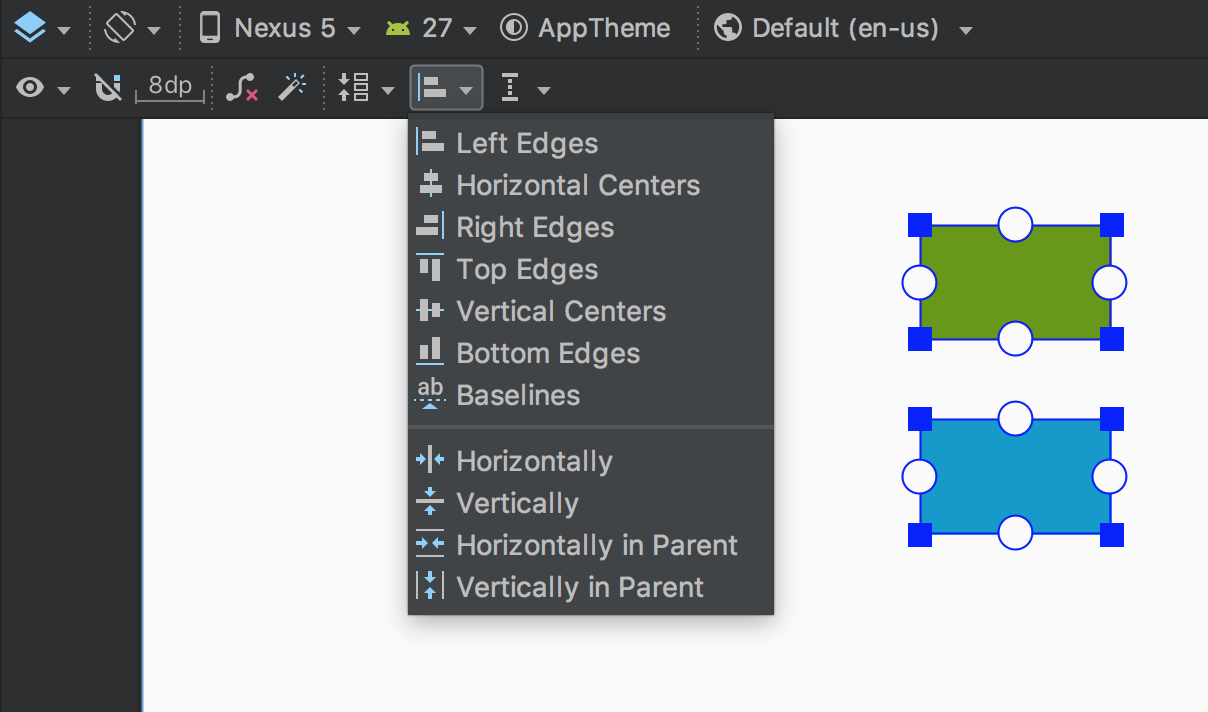 Nexus 5 27 AppTheme Default (en-us)
8dp
Left Edges
Horizontal Centers
Right Edges
Top Edges
Vertical Centers
Bottom Edges
ab Baselines
Horizontally
Vertically
Horizontally in Parent
Vertically in Parent